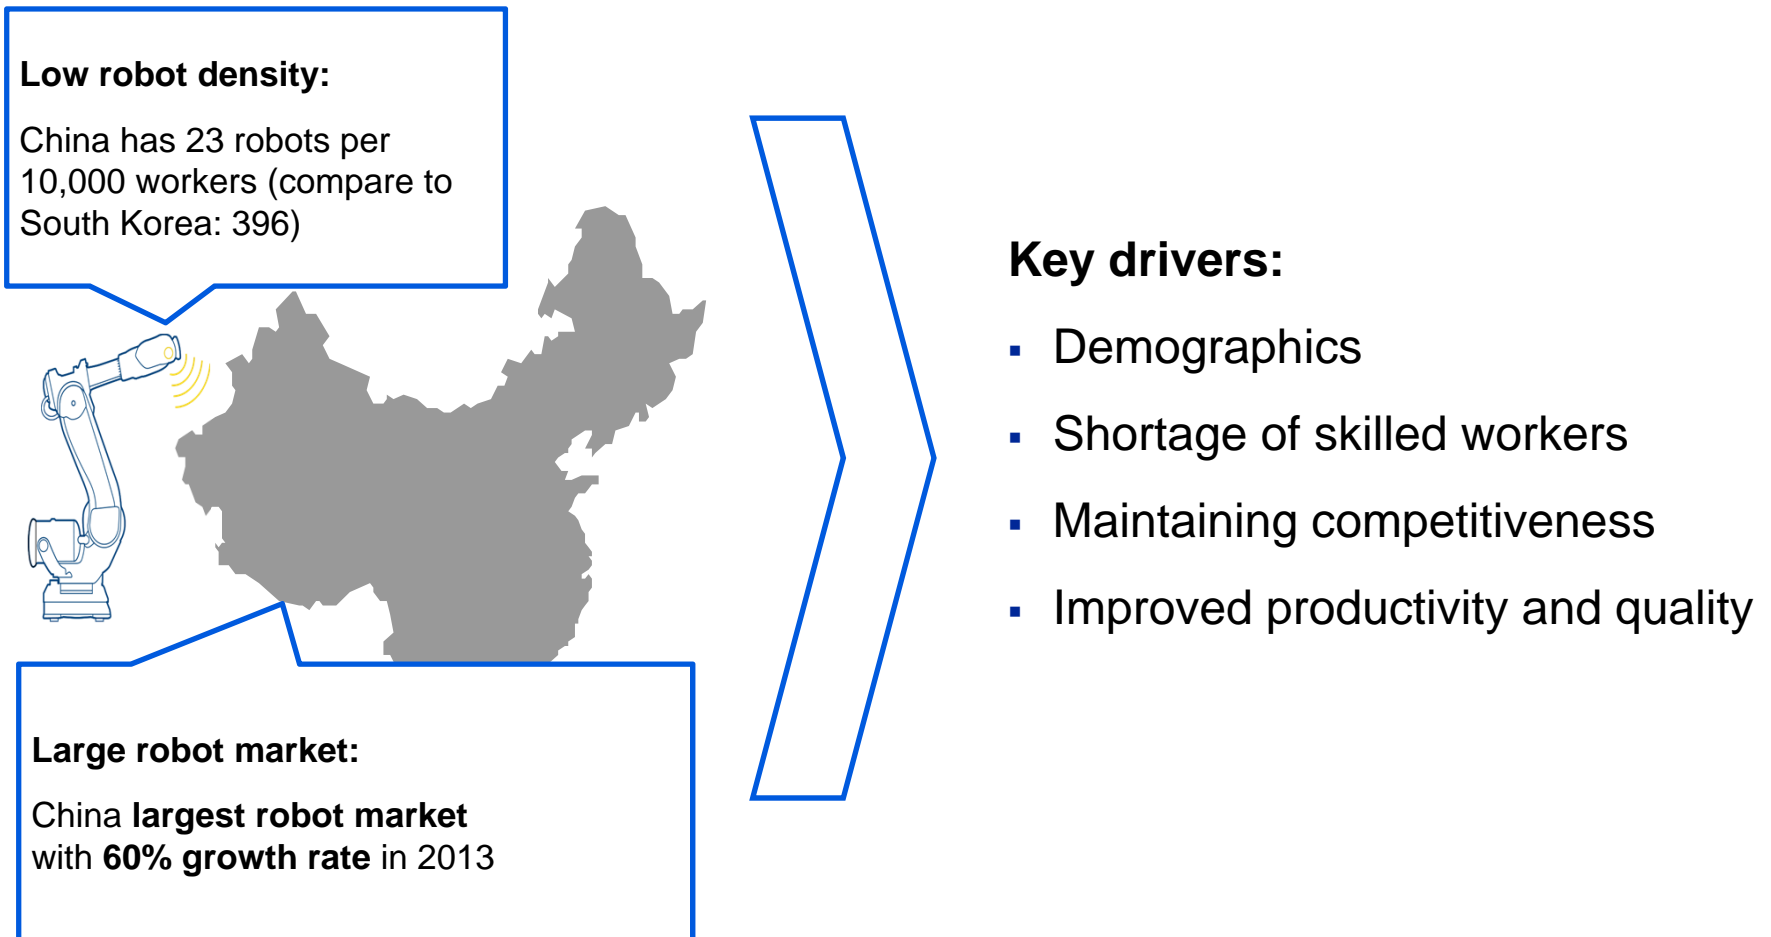 Low robot density:
China has 23 robots per
10,000 workers (compare to
South Korea: 396)
Large robot market:
China largest robot market
with 60% growth rate in 2013
Key drivers:
▪ Demographics
▪ Shortage of skilled workers
▪ Maintaining competitiveness
▪ Improved productivity and quality